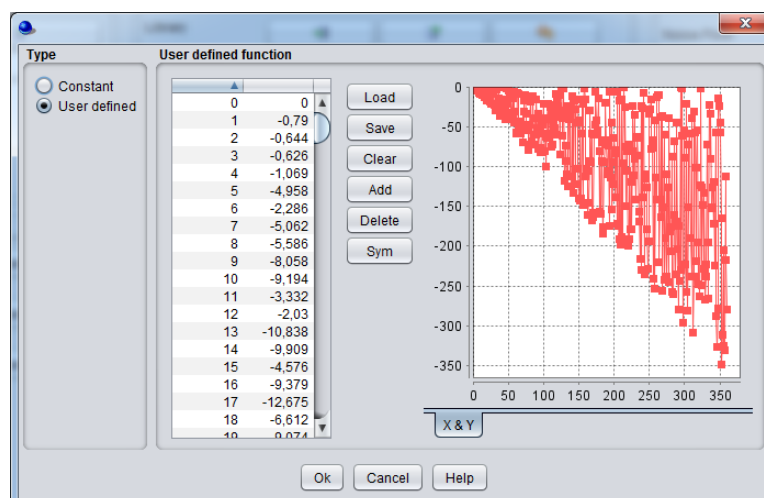 Library
Type
User defined function
Constant
User defined
0 0
1 -0,79
2 -0,644
3 -0,626
4 -1,069
5 -4,958
6 -2,286
7 -5,062
8 -5,586
9 -8,058
10 -9,194
11 -3,332
12 -2,03
13 -10,838
14 -9,909
15 -4,576
16 -9,379
17 -12,675
18 -6,612
19 -9,074
Load
Save
Clear
Add
Delete
Sym
0
-50
-100
-150
-200
-250
-300
-350
0 50 100 150 200 250 300 350
X & Y
Ok Cancel Help